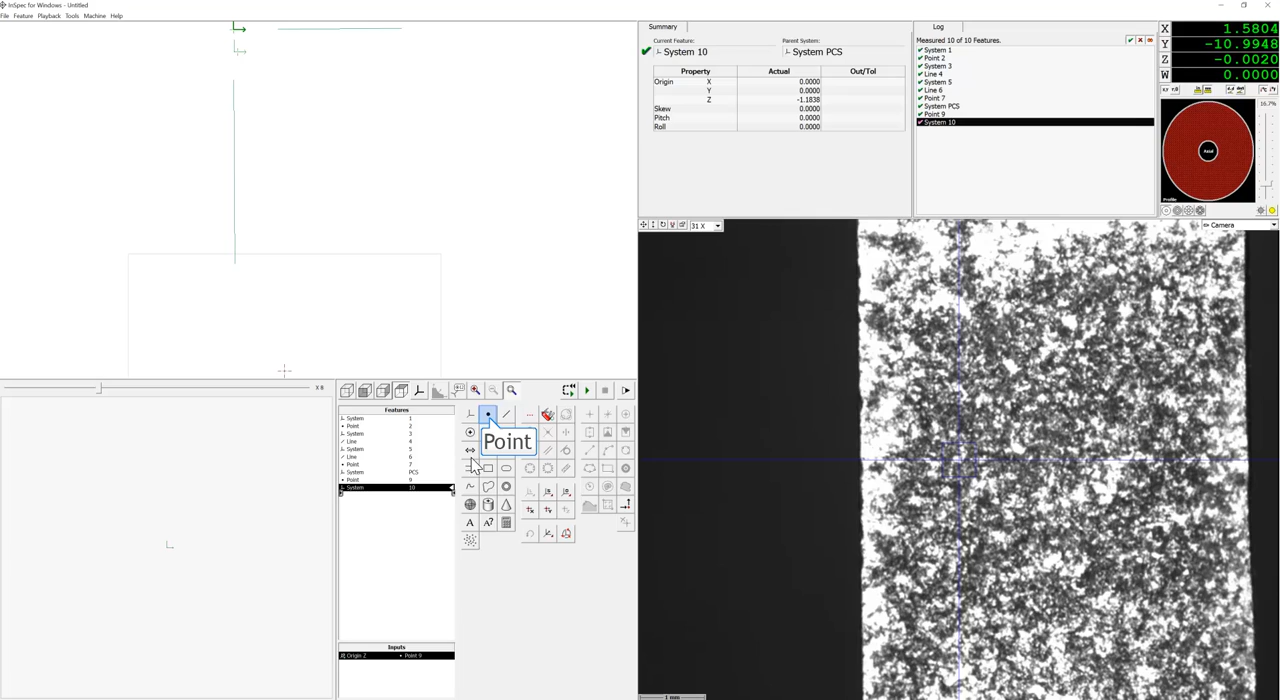 InSpec for Windows - Untitled
File Feature Playback Tools Machine Help
Summary
Current Feature:
System 10
Parent System:
System PCS
Property Actual Out/Tol
Origin X 0.0000
Y 0.0000
Z -1.1838
Skew 0.0000
Pitch 0.0000
Roll 0.0000
Log
Measured 10 of 10 Features.
System 1
Point 2
System 3
Line 4
System 5
Line 6
Point 7
System PCS
Point 9
System 10
X 1.5804
Y -10.9948
Z -0.0020
W 0.0000
16.7%
Axial
Profile
31 X
Camera
X 8
Features
System 1
Point 2
System 3
Line 4
System 5
Line 6
Point 7
System PCS
Point 9
System 10
Point
A A?
Inputs
Origin Z Point 9
1 mm